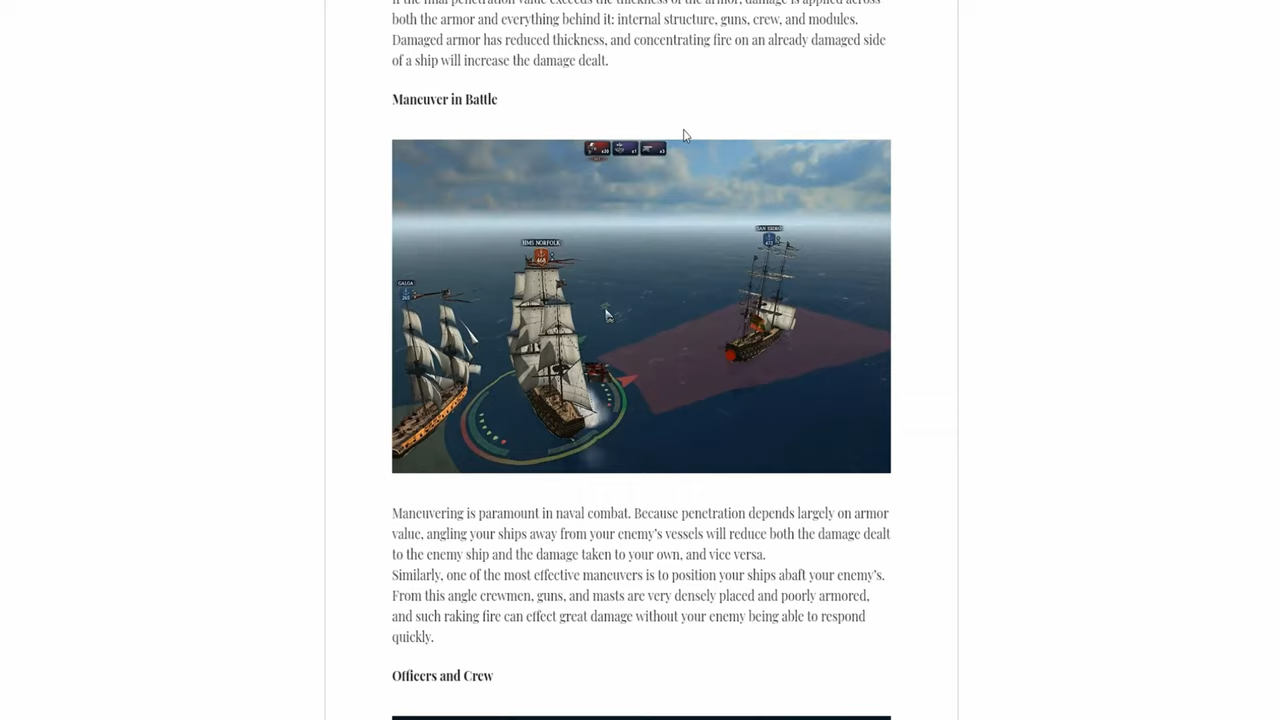 If the final penetration value exceeds the thickness of the armor, damage is applied across
both the armor and everything behind it: internal structure, guns, crew, and modules.
Damaged armor has reduced thickness, and concentrating fire on an already damaged side
of a ship will increase the damage dealt.
Maneuver in Battle
x20 x1 x3
SAN ISIDRO
HMS NORFOLK
468
GALGA
Maneuvering is paramount in naval combat. Because penetration depends largely on armor
value, angling your ships away from your enemy’s vessels will reduce both the damage dealt
to the enemy ship and the damage taken to your own, and vice versa.
Similarly, one of the most effective maneuvers is to position your ships abaft your enemy’s.
From this angle crewmen, guns, and masts are very densely placed and poorly armored,
and such raking fire can effect great damage without your enemy being able to respond
quickly.
Officers and Crew